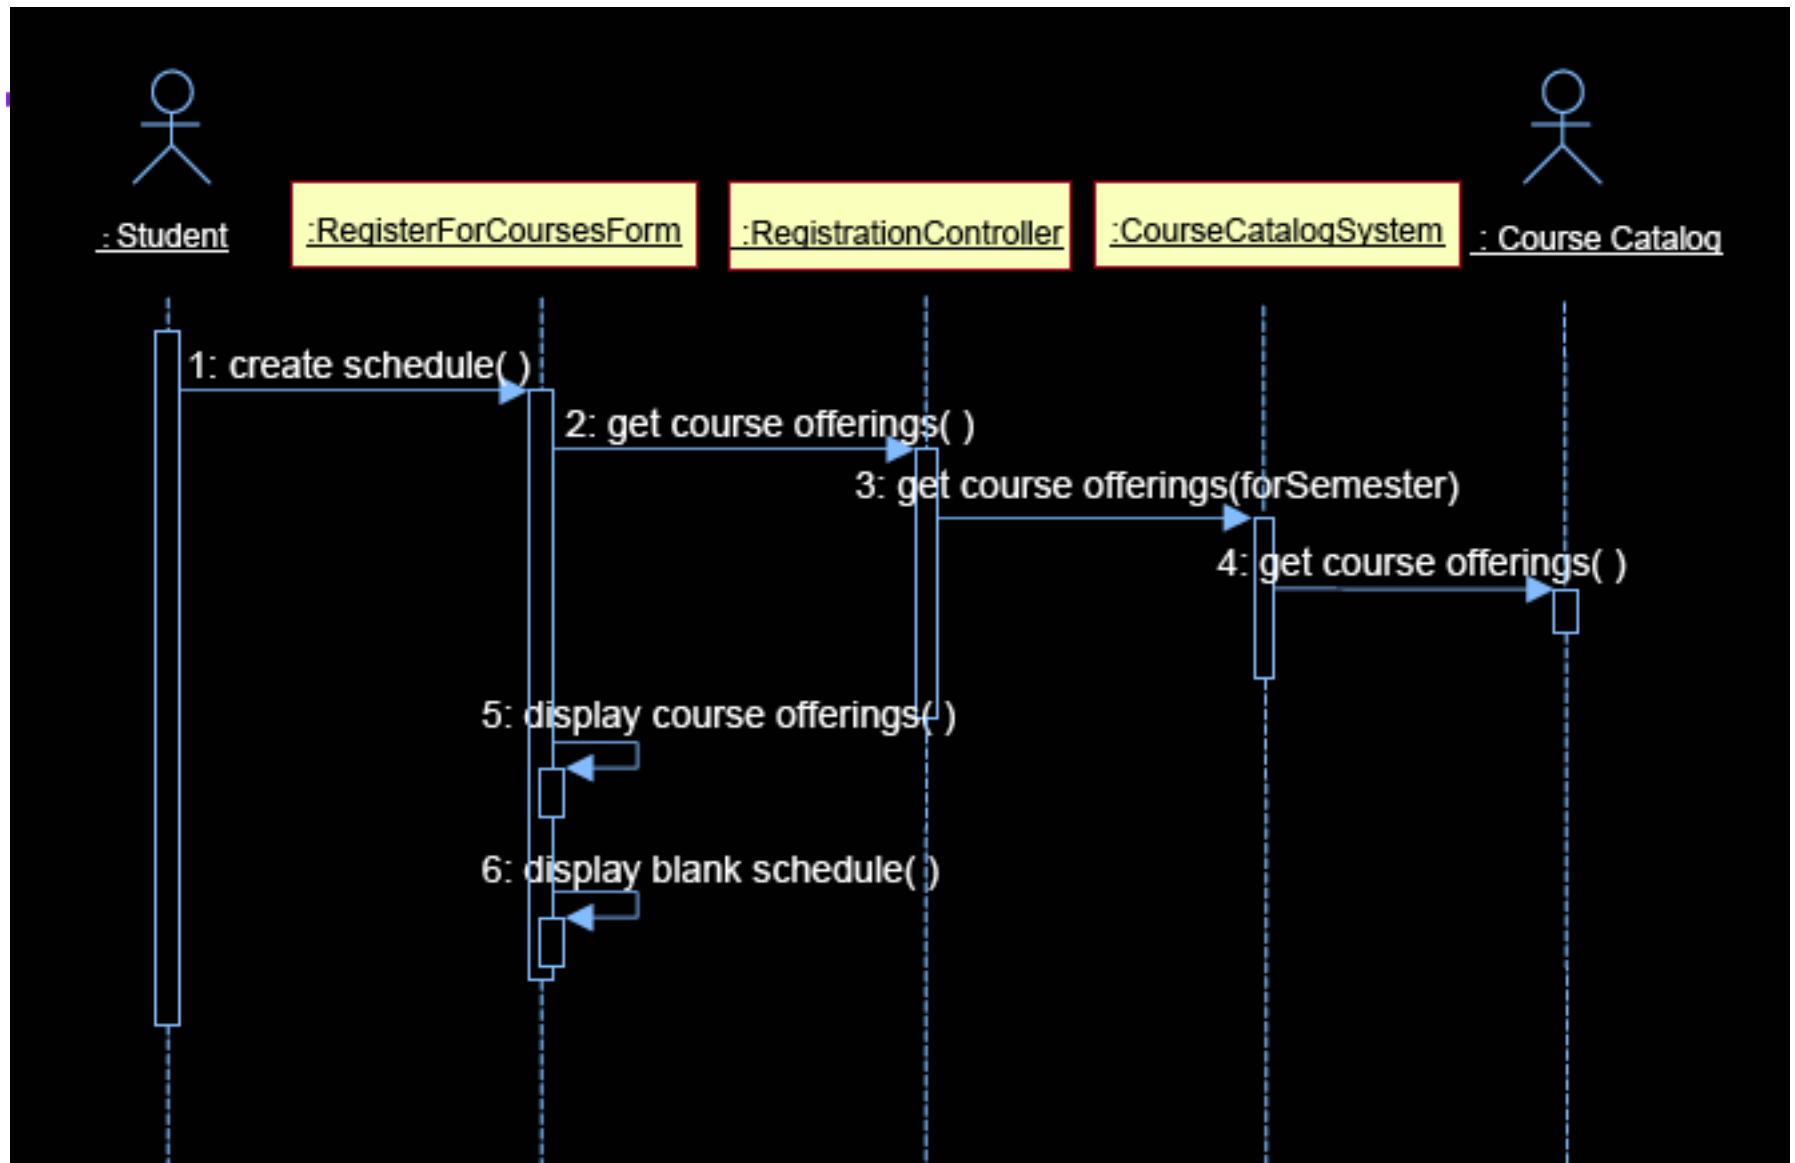 : Student
:RegisterForCoursesForm
:RegistrationController
:CourseCatalogSystem
: Course Catalog
1: create schedule( )
2: get course offerings( )
3: get course offerings(forSemester)
4: get course offerings( )
5: display course offerings( )
6: display blank schedule( )